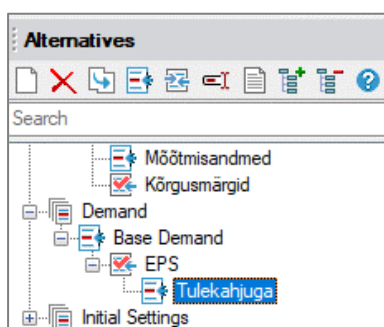 Alternatives
Search
Mõõtmisandmed
Kõrgusmärgid
Demand
Base Demand
EPS
Tulekahjuga
Initial Settings